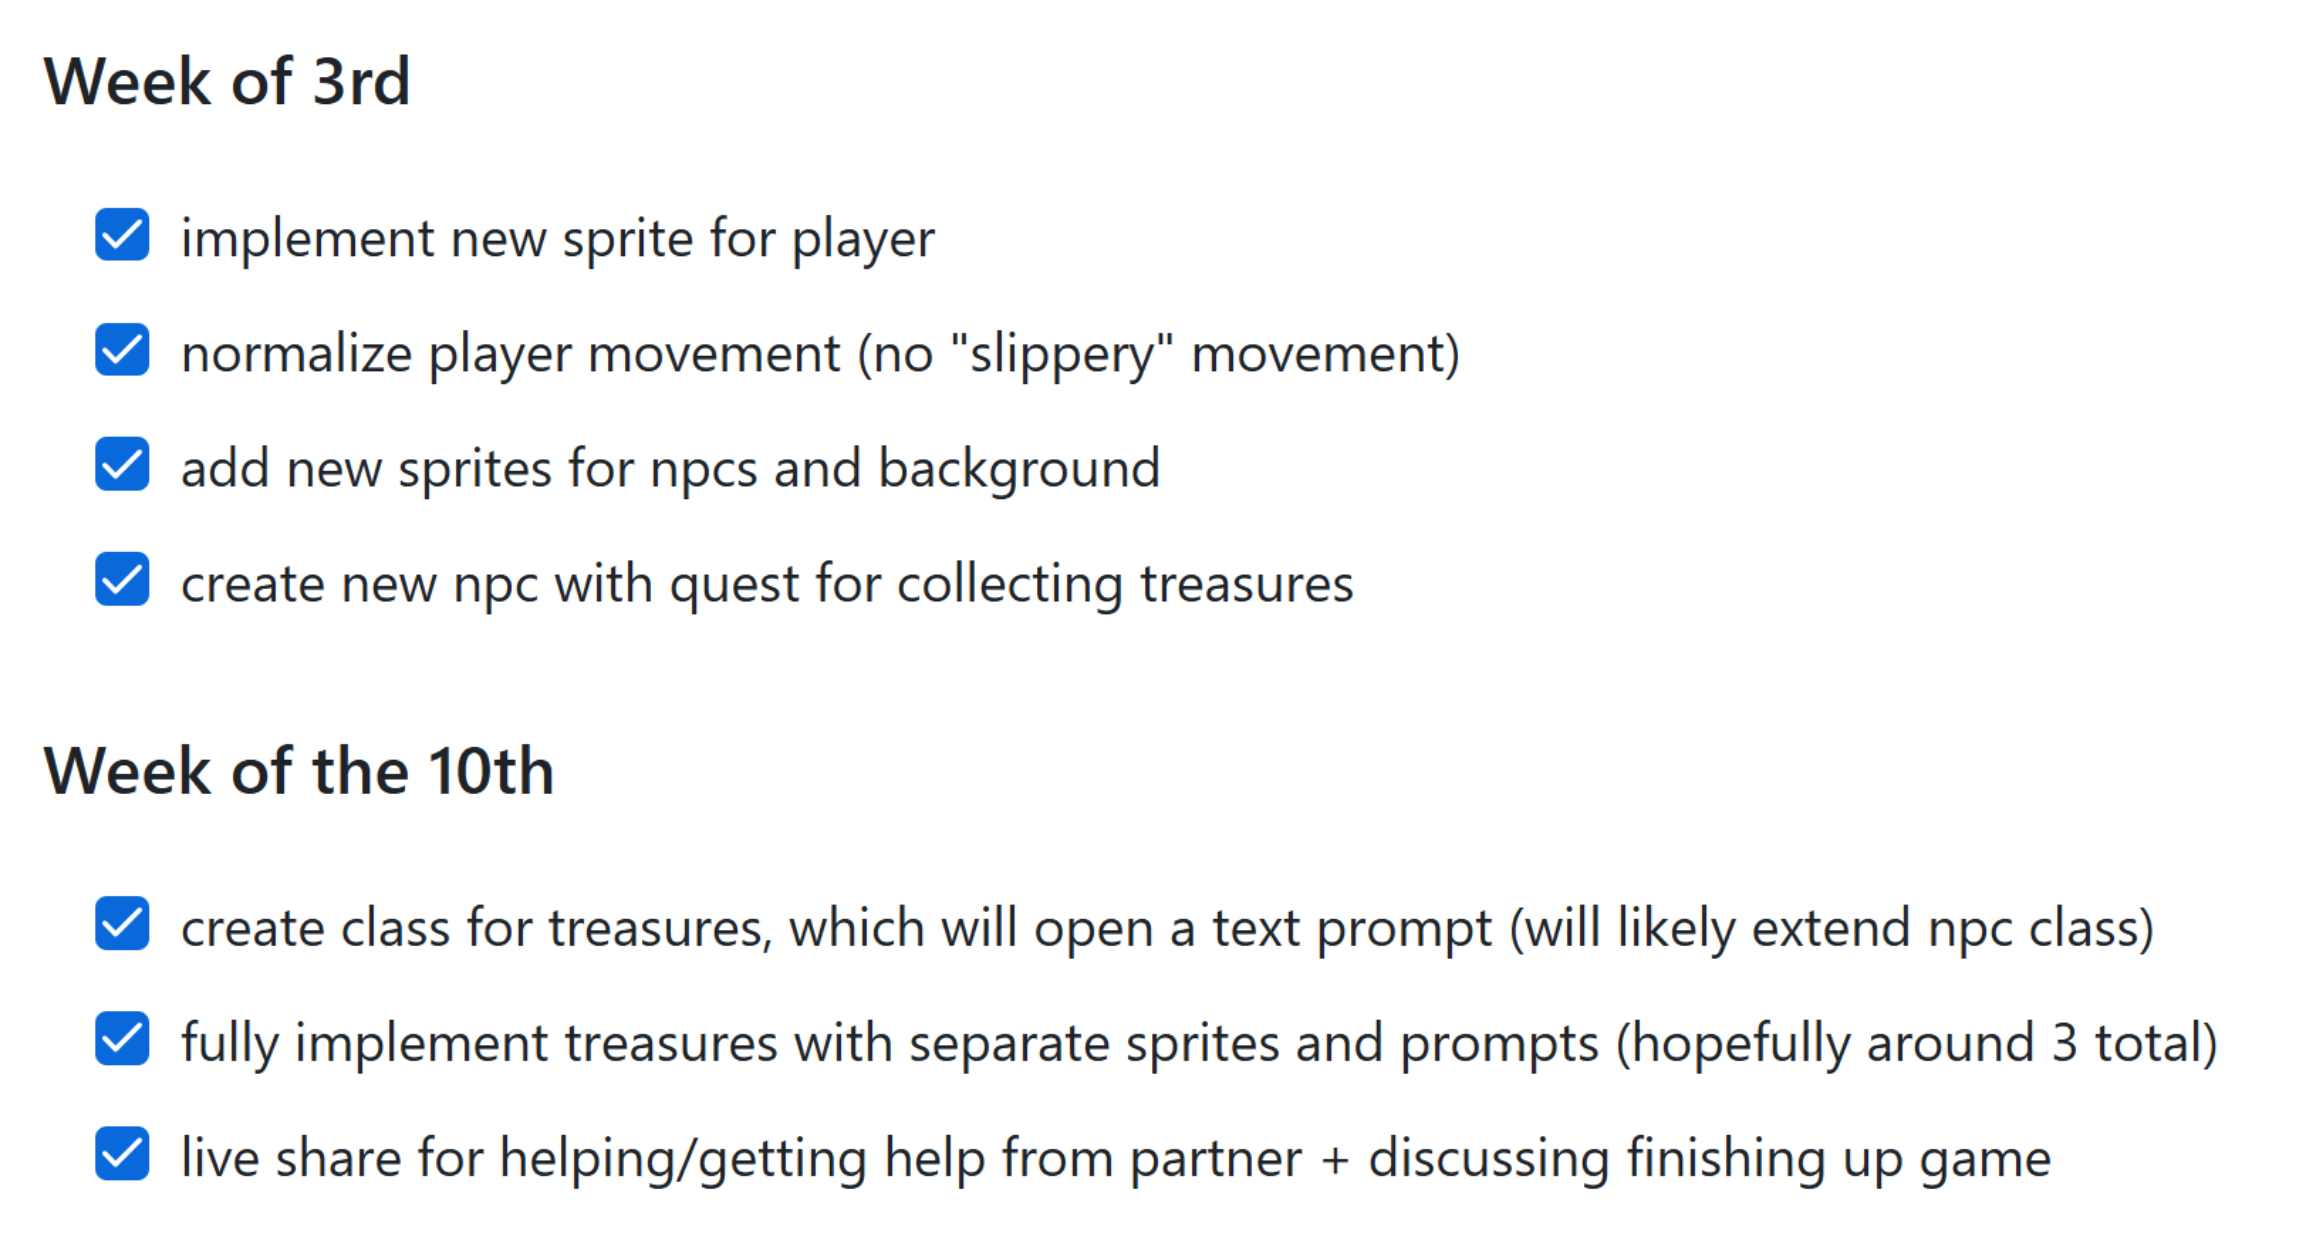 Week of 3rd
implement new sprite for player
normalize player movement (no "slippery" movement)
add new sprites for npcs and background
create new npc with quest for collecting treasures
Week of the 10th
create class for treasures, which will open a text prompt (will likely extend npc class)
fully implement treasures with separate sprites and prompts (hopefully around 3 total)
live share for helping/getting help from partner + discussing finishing up game